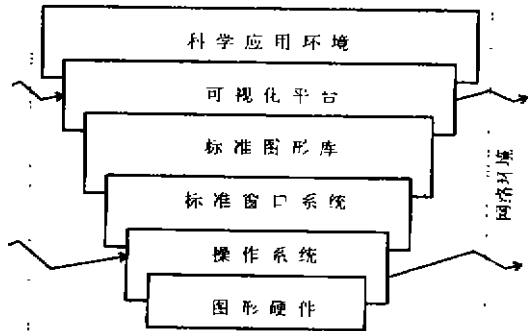 科学应用环境
可视化平台
标准图形库
标准窗口系统
操作系统
图形硬件
网络环境